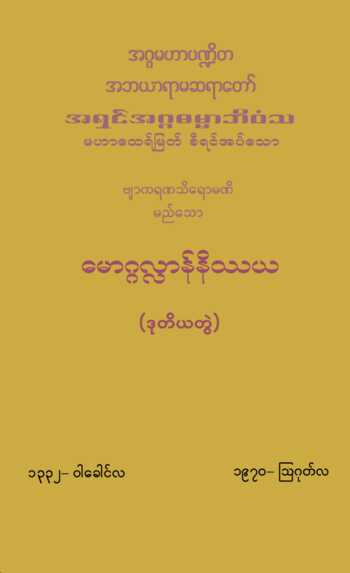 အဂ္ဂမဟာပဏ္ဍိတ
အဘယာရာမဆရာတော်
အရှင်အဂ္ဂဓမ္မာဘိဝံသ
မဟာထေရ်မြတ် စီရင်အပ်သော
ဗျာကရဏသိရောမဏိ
မည်သော
မောဂ္ဂလ္လာန်နိဿယ
(ဒုတိယတွဲ)
၁၃၃၂– ဝါခေါင်လ
၁၉၇၀– ဩဂုတ်လ